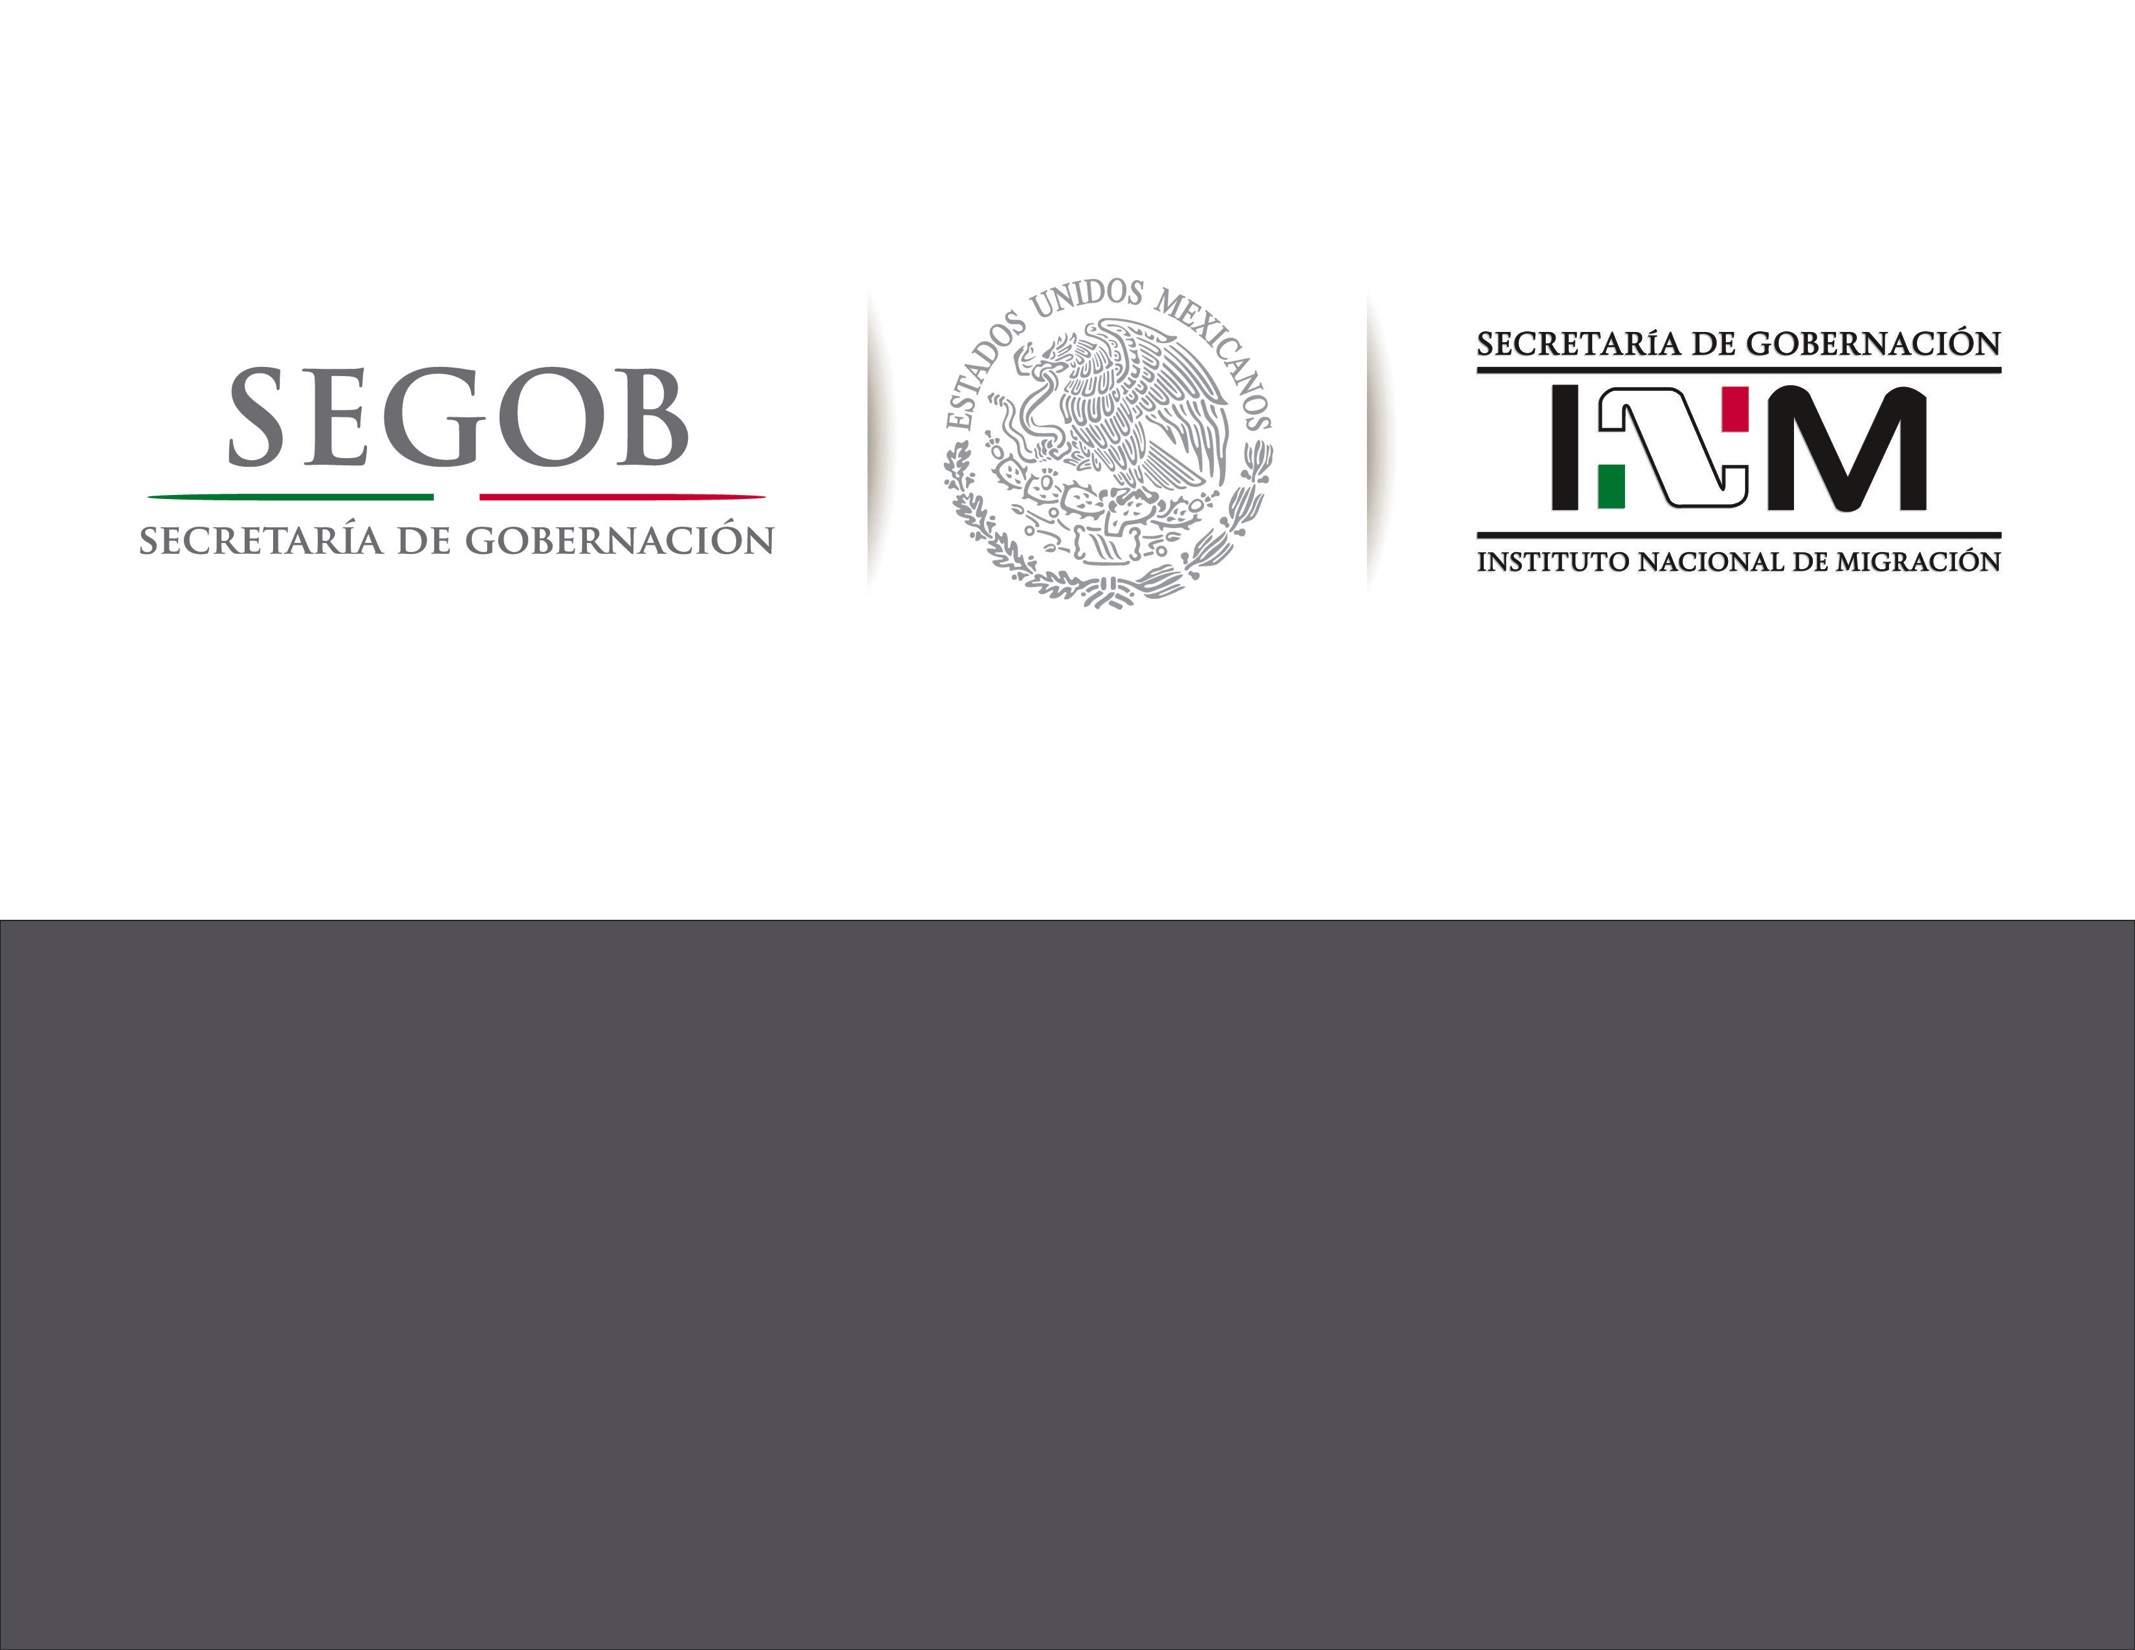 SEGOB
SECRETARÍA DE GOBERNACIÓN
ESTADOS UNIDOS MEXICANOS
SECRETARÍA DE GOBERNACIÓN
INM
INSTITUTO NACIONAL DE MIGRACIÓN